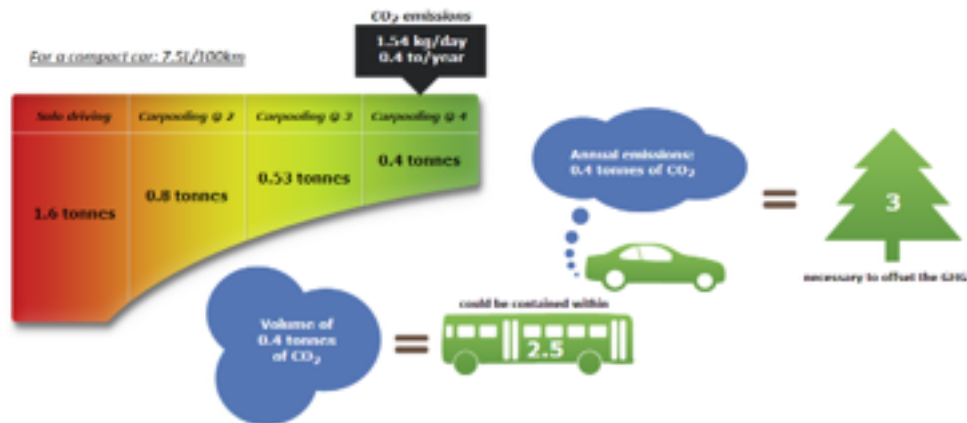 CO₂ emissions
1.54 kg/day
0.4 to/year
For a compact car: 7.5L/100km
Solo driving
Carpooling @ 2
Carpooling @ 3
Carpooling @ 4
1.6 tonnes
0.8 tonnes
0.53 tonnes
0.4 tonnes
Annual emissions:
0.4 tonnes of CO₂
=
3
necessary to offset the GHG
Volume of
0.4 tonnes
of CO₂
=
could be contained within
2.5